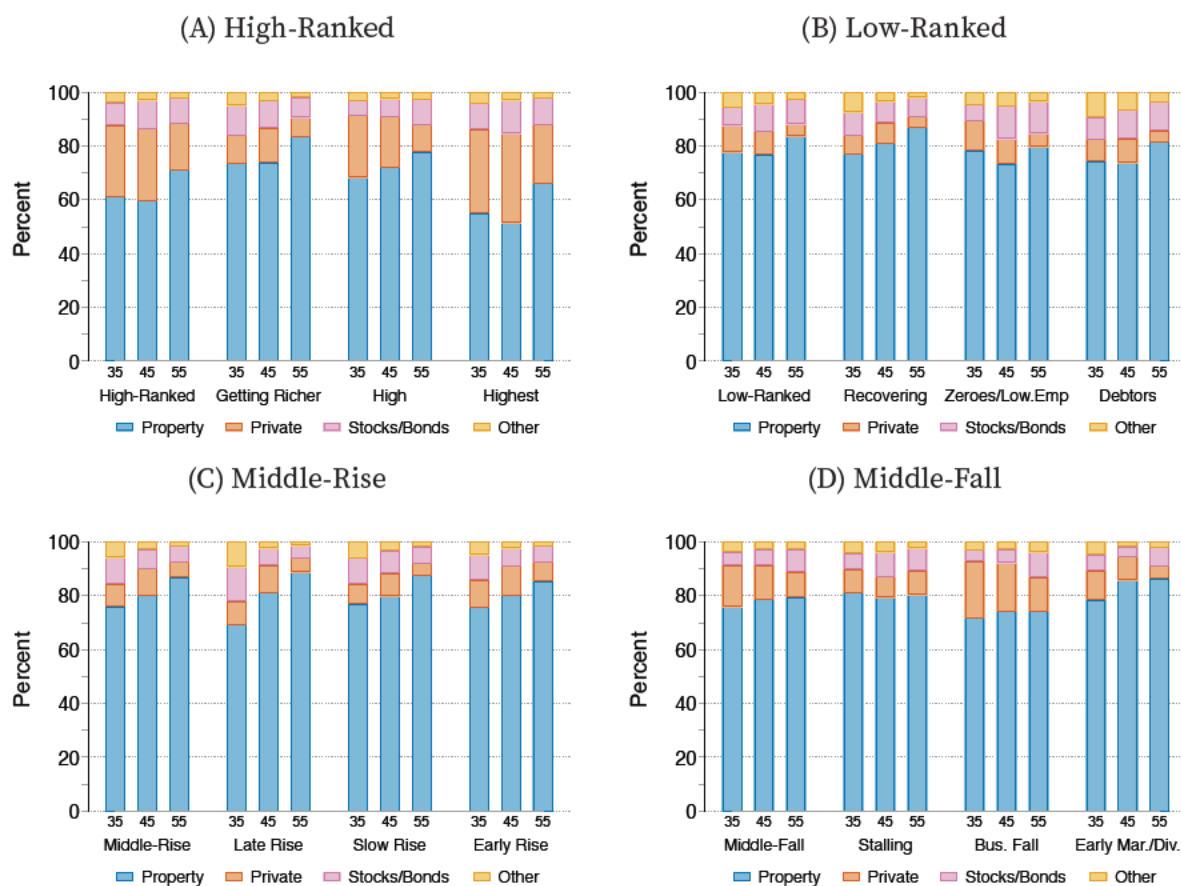 (A) High-Ranked
(B) Low-Ranked
Percent
100
80
60
40
20
0
35 45 55 35 45 55 35 45 55 35 45 55
High-Ranked Getting Richer High Highest
Property Private Stocks/Bonds Other
Percent
100
80
60
40
20
0
35 45 55 35 45 55 35 45 55 35 45 55
Low-Ranked Recovering Zeroes/Low.Emp Debtors
Property Private Stocks/Bonds Other
(C) Middle-Rise
(D) Middle-Fall
Percent
100
80
60
40
20
0
35 45 55 35 45 55 35 45 55 35 45 55
Middle-Rise Late Rise Slow Rise Early Rise
Property Private Stocks/Bonds Other
Percent
100
80
60
40
20
0
35 45 55 35 45 55 35 45 55 35 45 55
Middle-Fall Stalling Bus. Fall Early Mar./Div.
Property Private Stocks/Bonds Other